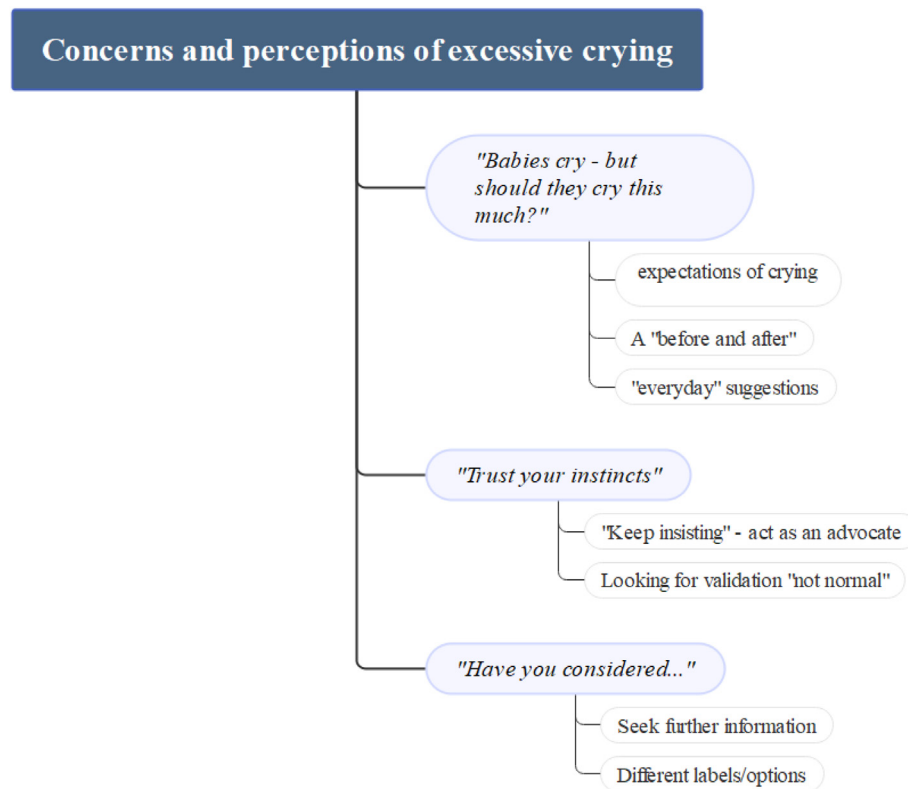 Concerns and perceptions of excessive crying
"Babies cry - but
should they cry this
much?"
expectations of crying
A "before and after"
"everyday" suggestions
"Trust your instincts"
"Keep insisting" - act as an advocate
Looking for validation "not normal"
"Have you considered..."
Seek further information
Different labels/options